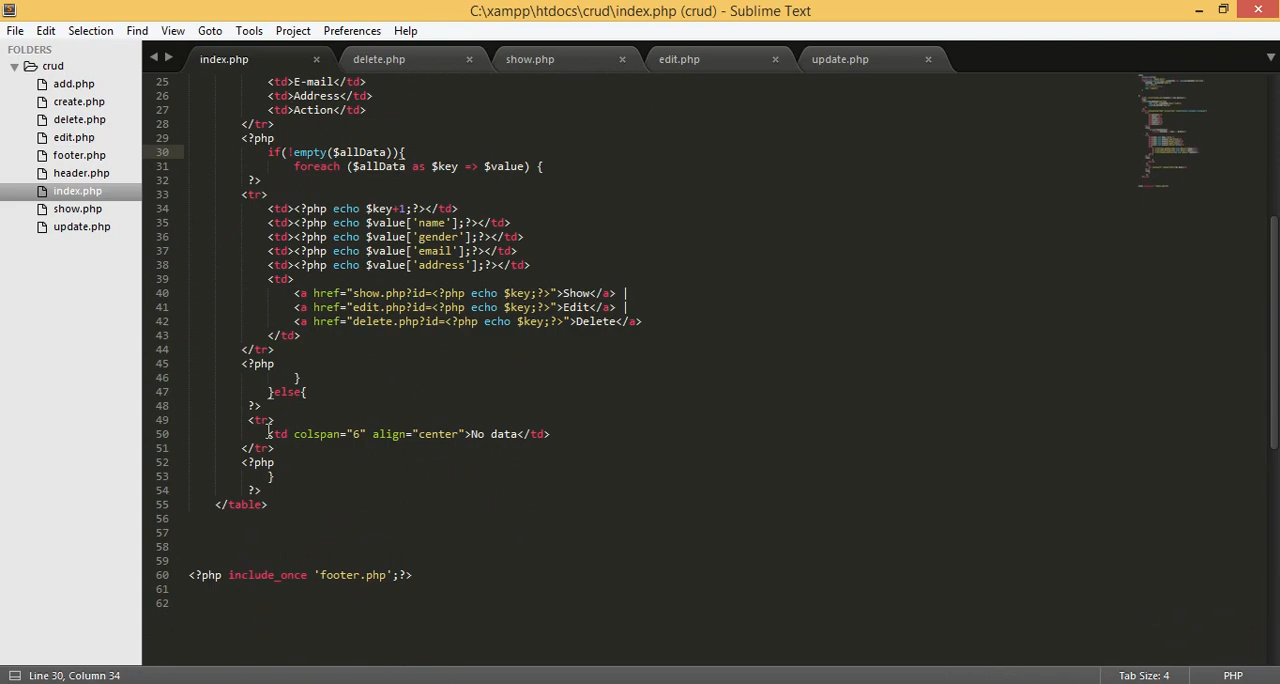 C:\xampp\htdocs\crud\index.php (crud) - Sublime Text
File Edit Selection Find View Goto Tools Project Preferences Help
FOLDERS
crud
add.php
create.php
delete.php
edit.php
footer.php
header.php
index.php
show.php
update.php
index.php delete.php show.php edit.php update.php
25 <td>E-mail</td>
26 <td>Address</td>
27 <td>Action</td>
28 </tr>
29 <?php
30 if(!empty($allData)){
31 foreach ($allData as $key => $value) {
32 ?>
33 <tr>
34 <td><?php echo $key+1;?></td>
35 <td><?php echo $value['name'];?></td>
36 <td><?php echo $value['gender'];?></td>
37 <td><?php echo $value['email'];?></td>
38 <td><?php echo $value['address'];?></td>
39 <td>
40 <a href="show.php?id=<?php echo $key;?>">Show</a> |
41 <a href="edit.php?id=<?php echo $key;?>">Edit</a> |
42 <a href="delete.php?id=<?php echo $key;?>">Delete</a>
43 </td>
44 </tr>
45 <?php
46 }
47 }else{
48 ?>
49 <tr>
50 <td colspan="6" align="center">No data</td>
51 </tr>
52 <?php
53 }
54 ?>
55 </table>
56
57
58
59
60 <?php include_once 'footer.php';?>
61
62
Line 30, Column 34 Tab Size: 4 PHP